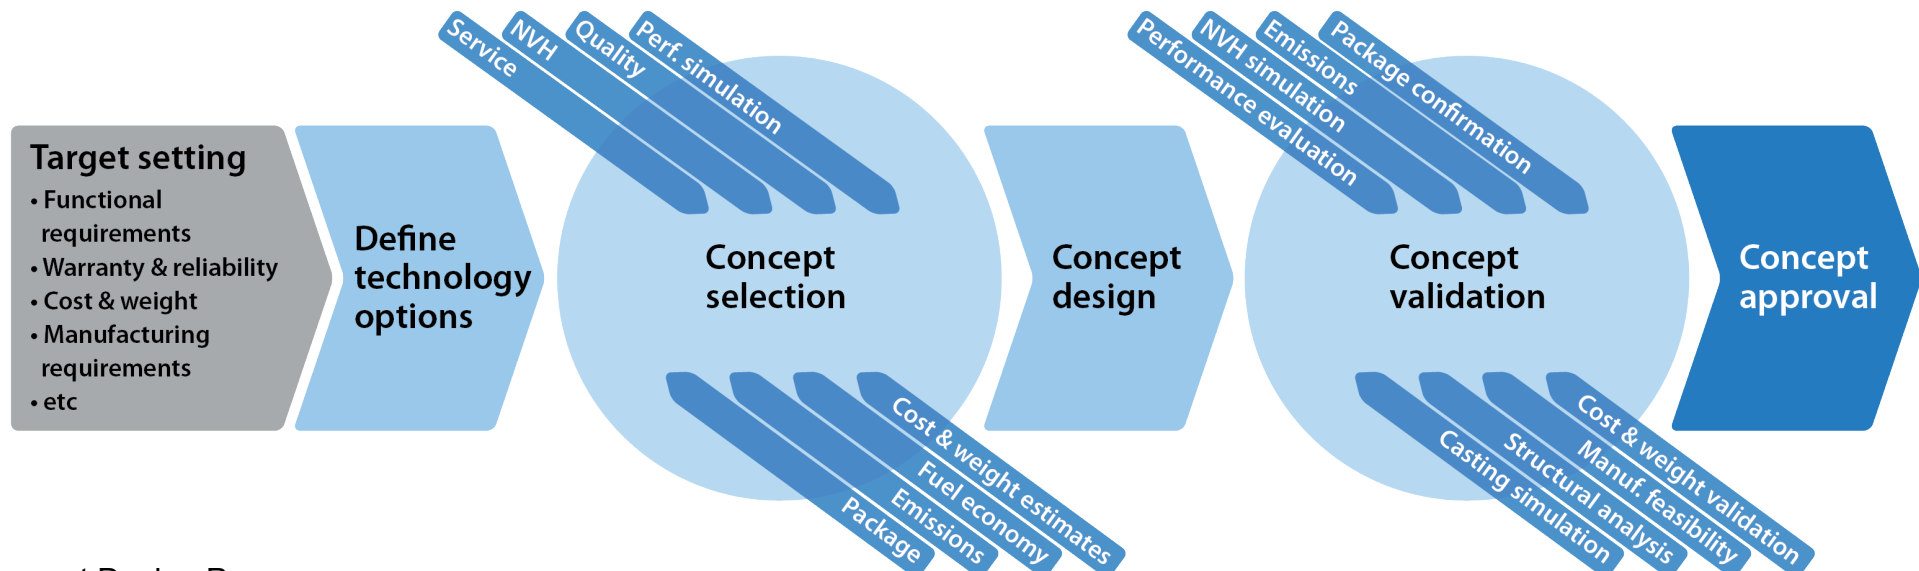 Target setting
• Functional
requirements
• Warranty & reliability
• Cost & weight
• Manufacturing
requirements
• etc
Define
technology
options
Service
NVH
Quality
Perf. simulation
Concept
selection
Package
Emissions
Fuel economy
Cost & weight estimates
Concept
design
Performance evaluation
NVH simulation
Emissions
Package confirmation
Concept
validation
Casting simulation
Structural analysis
Manuf. feasibility
Cost & weight validation
Concept
approval